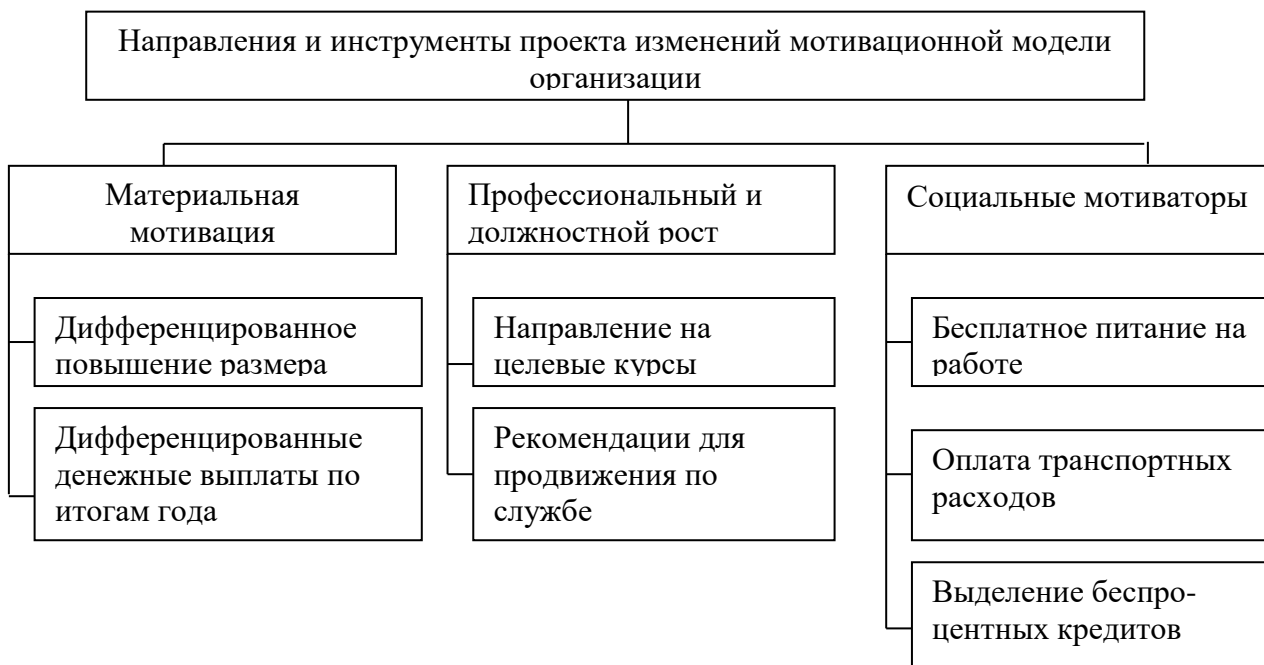 Направления и инструменты проекта изменений мотивационной модели
организации
Материальная
мотивация
Дифференцированное
повышение размера
Дифференцированные
денежные выплаты по
итогам года
Профессиональный и
должностной рост
Направление на
целевые курсы
Рекомендации для
продвижения по
службе
Социальные мотиваторы
Бесплатное питание на
работе
Оплата транспортных
расходов
Выделение беспро-
центных кредитов